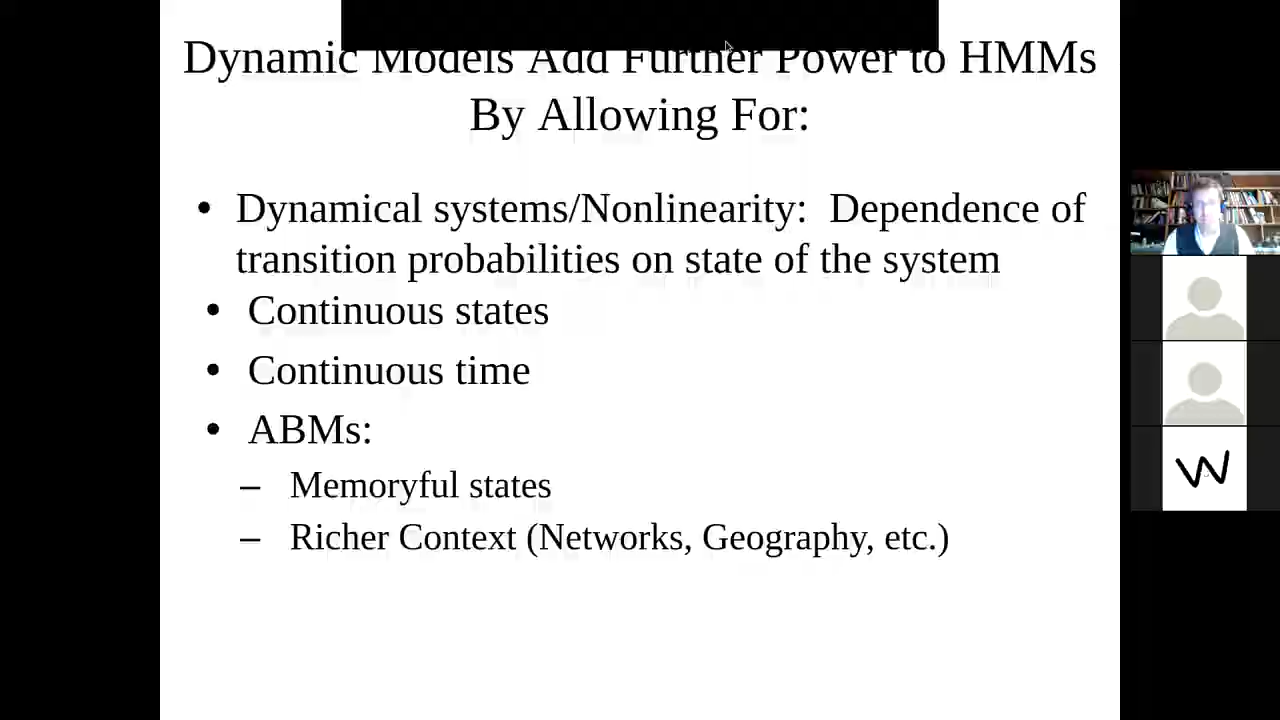 Dynamic Models Add Further Power to HMMs
By Allowing For:
• Dynamical systems/Nonlinearity: Dependence of
transition probabilities on state of the system
• Continuous states
• Continuous time
• ABMs:
– Memoryful states
– Richer Context (Networks, Geography, etc.)
W